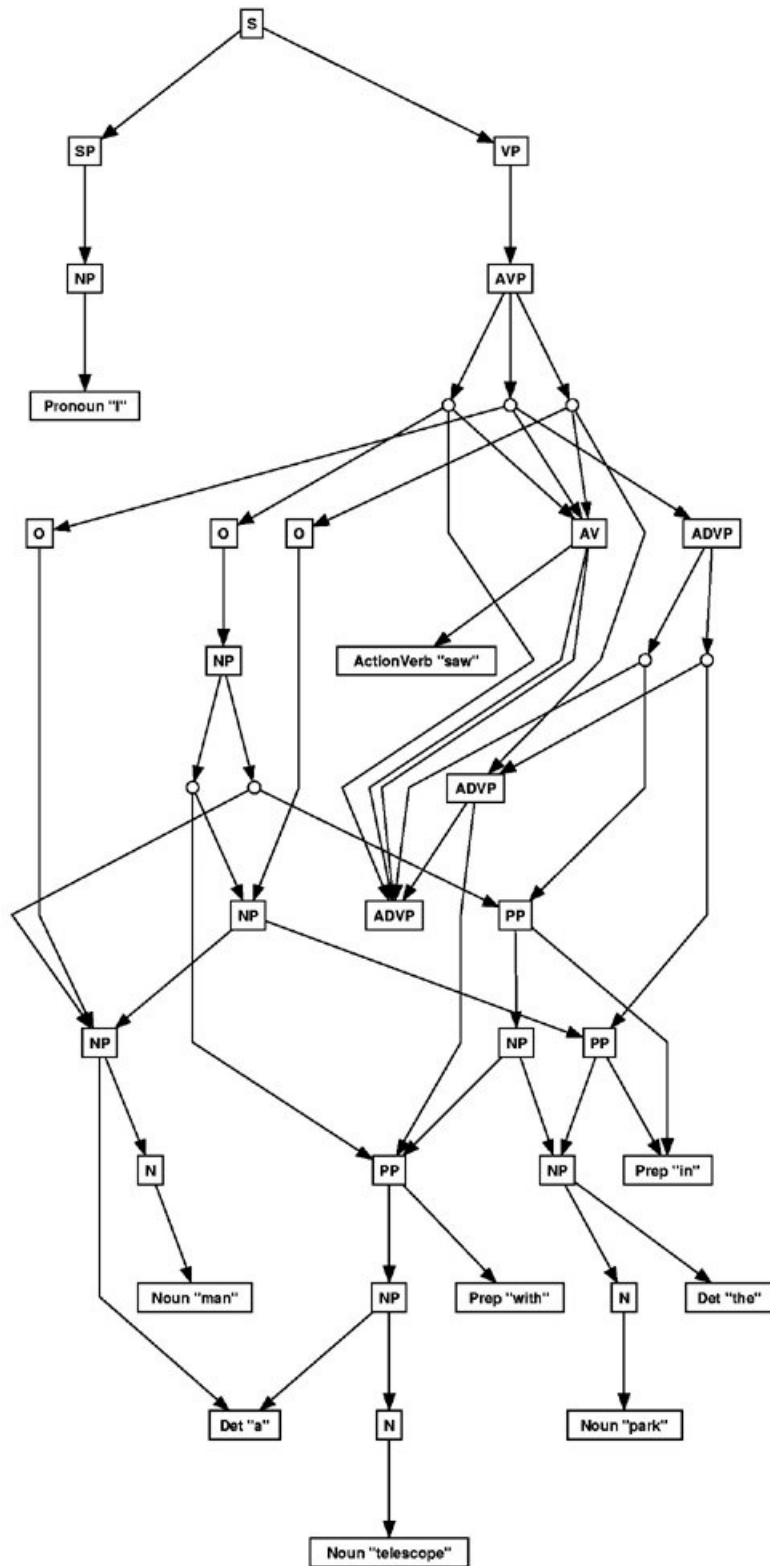 S
SP VP
NP AVP
Pronoun "I"
O O O AV ADVP
NP ActionVerb "saw"
ADVP
NP ADVP PP
NP NP PP
N PP NP Prep "in"
Noun "man" NP Prep "with" N Det "the"
Det "a" N Noun "park"
Noun "telescope"